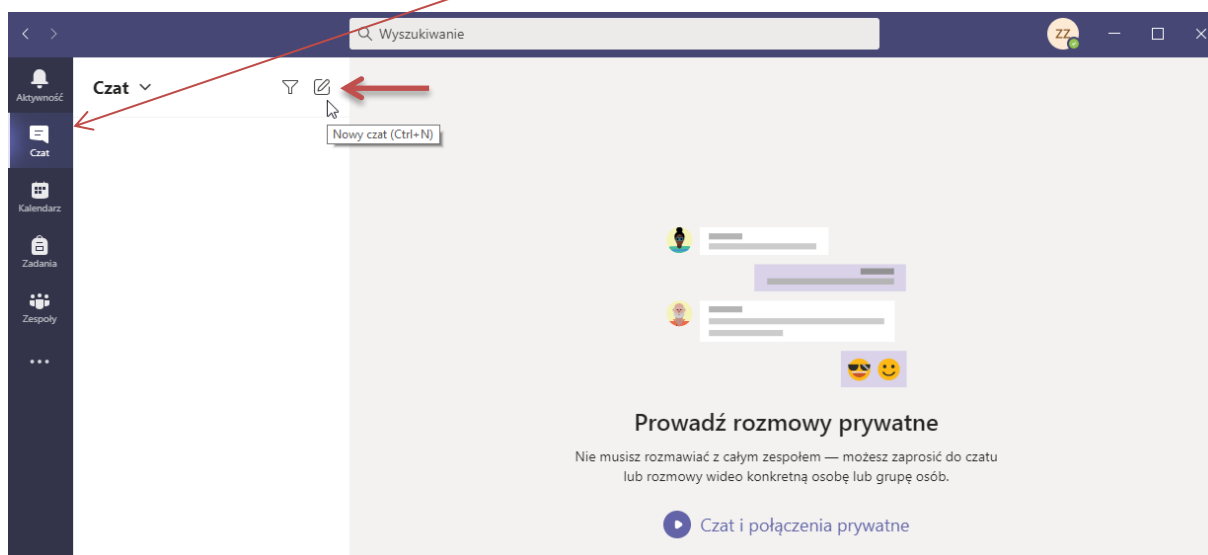 Wyszukiwanie
ZZ
Aktywność
Czat
Kalendarz
Zadania
Zespoły
Czat
Nowy czat (Ctrl+N)
Prowadź rozmowy prywatne
Nie musisz rozmawiać z całym zespołem — możesz zaprosić do czatu
lub rozmowy wideo konkretną osobę lub grupę osób.
Czat i połączenia prywatne